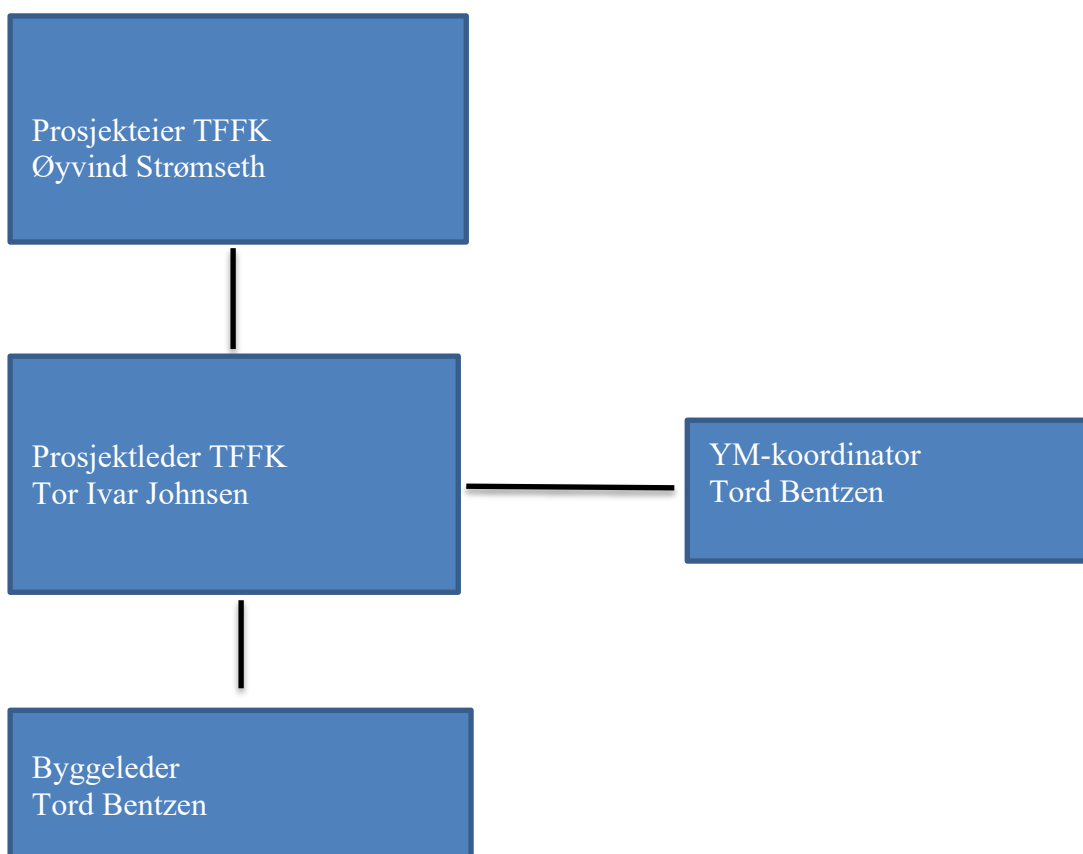 Prosjekteier TFFK
Øyvind Strømseth
Prosjektleder TFFK
Tor Ivar Johnsen
YM-koordinator
Tord Bentzen
Byggeleder
Tord Bentzen